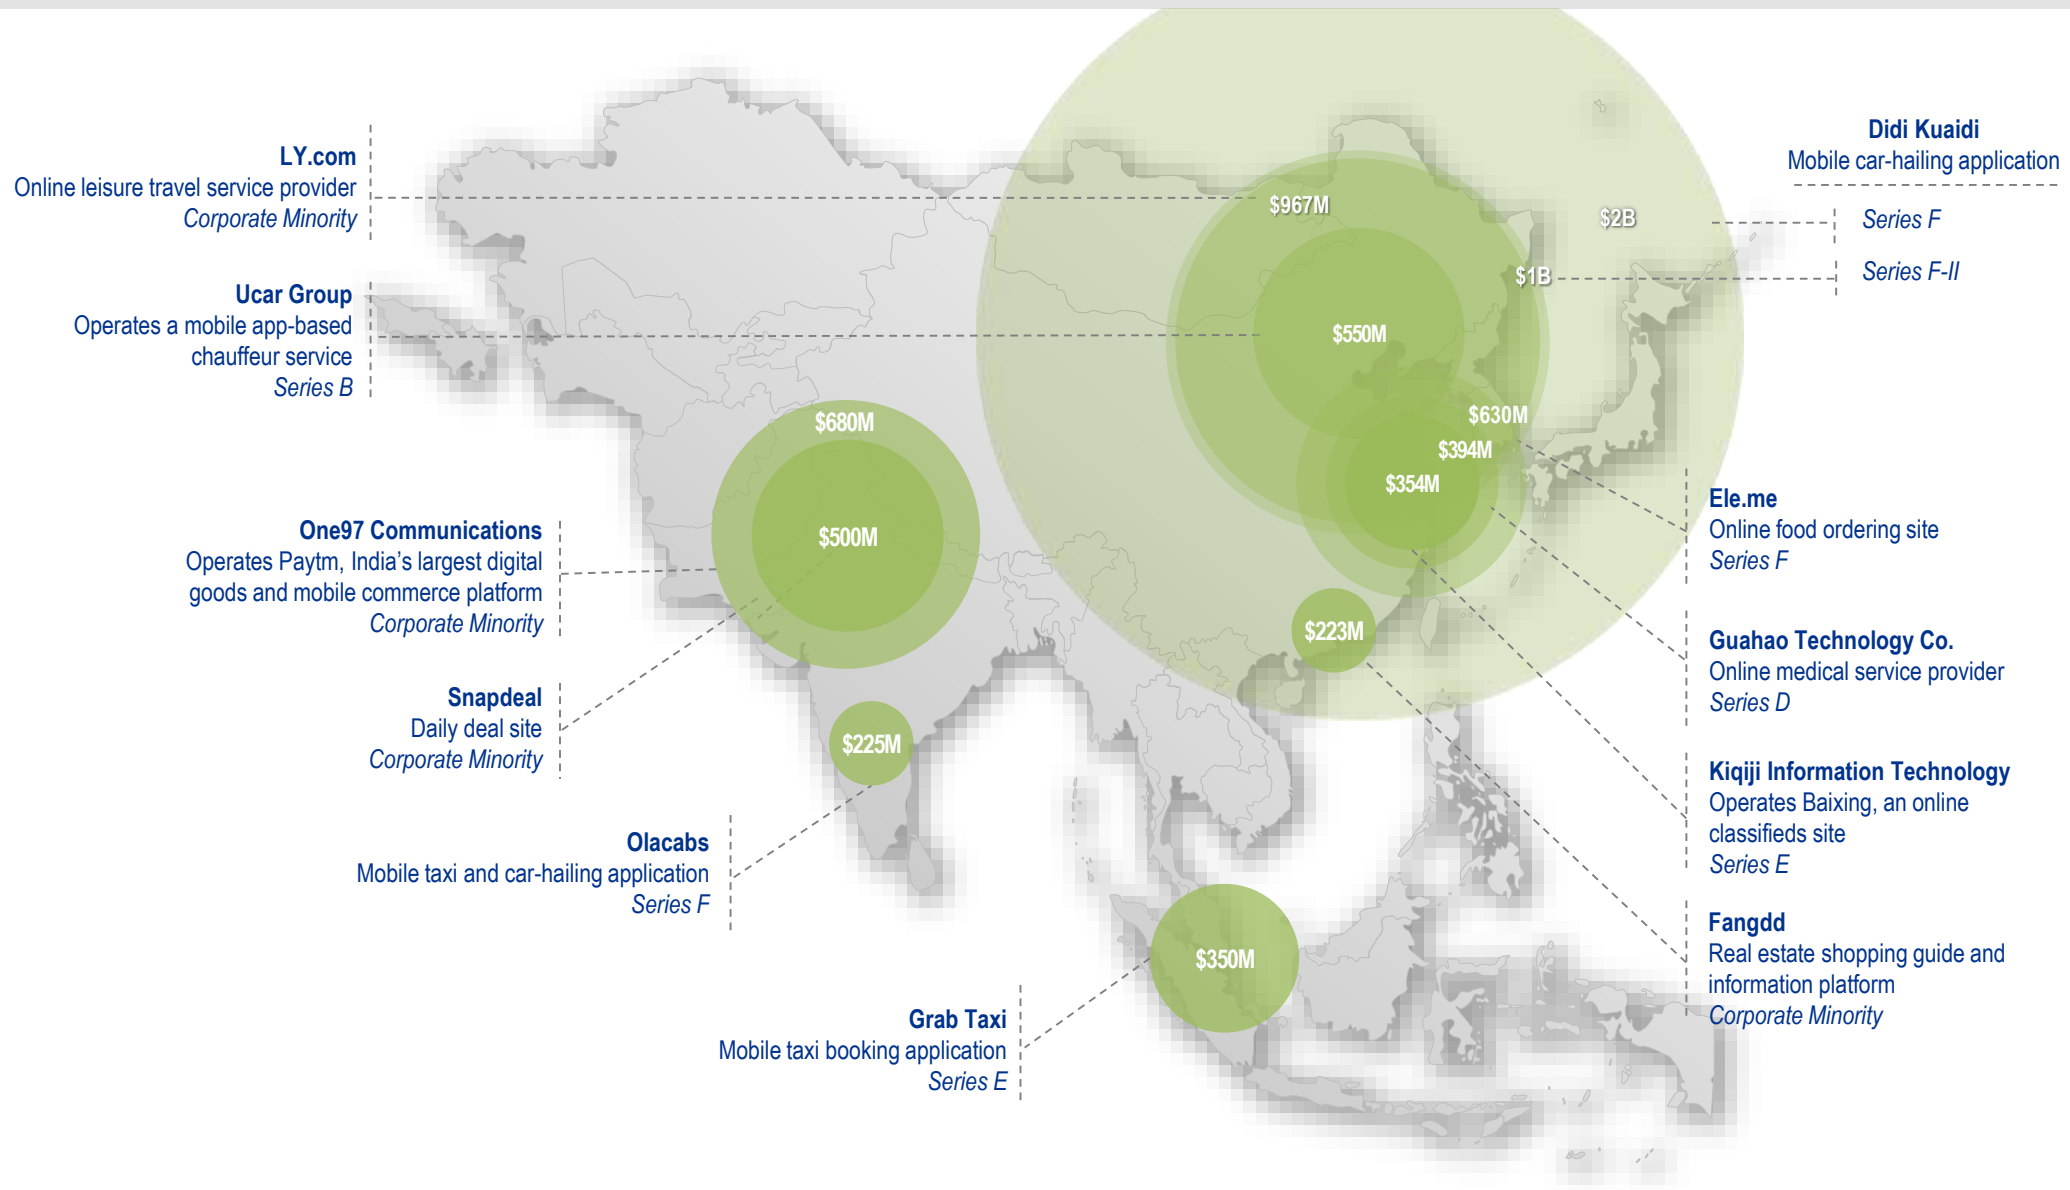 LY.com
Online leisure travel service provider
Corporate Minority
Ucar Group
Operates a mobile app-based
chauffeur service
Series B
One97 Communications
Operates Paytm, India’s largest digital
goods and mobile commerce platform
Corporate Minority
Snapdeal
Daily deal site
Corporate Minority
Olacabs
Mobile taxi and car-hailing application
Series F
Grab Taxi
Mobile taxi booking application
Series E
$967M
$2B
$1B
$550M
$630M
$394M
$354M
$680M
$500M
$223M
$225M
$350M
Didi Kuaidi
Mobile car-hailing application
Series F
Series F-II
Ele.me
Online food ordering site
Series F
Guahao Technology Co.
Online medical service provider
Series D
Kiqiji Information Technology
Operates Baixing, an online
classifieds site
Series E
Fangdd
Real estate shopping guide and
information platform
Corporate Minority